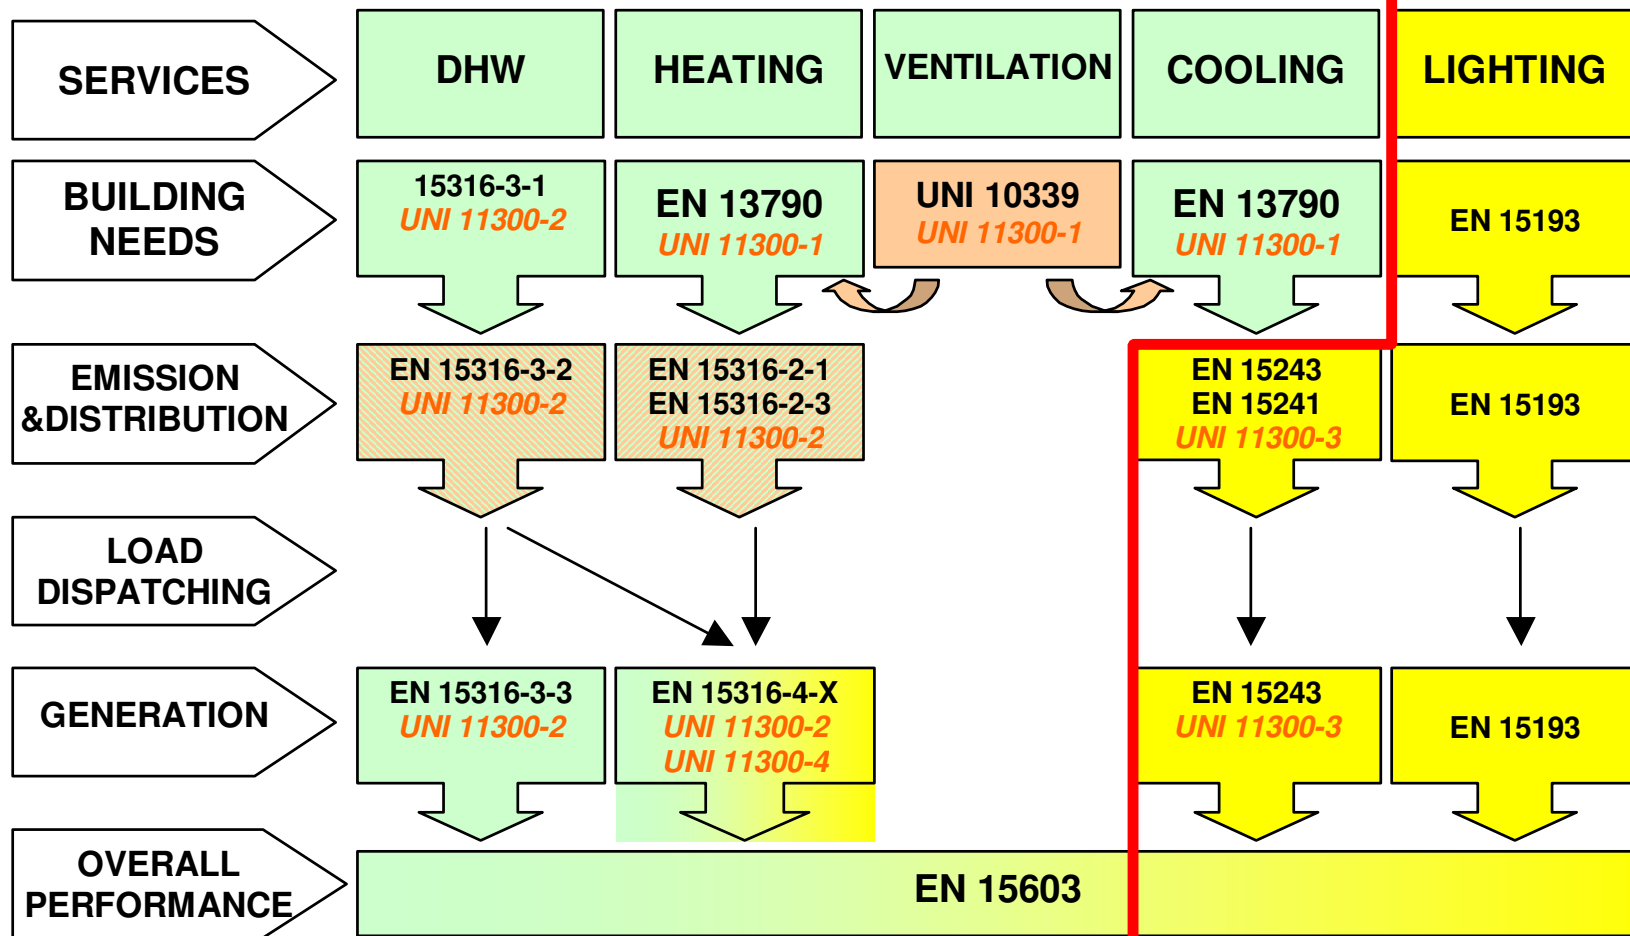 SERVICES
DHW
HEATING
VENTILATION
COOLING
LIGHTING
BUILDING
NEEDS
15316-3-1
UNI 11300-2
EN 13790
UNI 11300-1
UNI 10339
UNI 11300-1
EN 13790
UNI 11300-1
EN 15193
EMISSION
&DISTRIBUTION
EN 15316-3-2
UNI 11300-2
EN 15316-2-1
EN 15316-2-3
UNI 11300-2
EN 15243
EN 15241
UNI 11300-3
EN 15193
LOAD
DISPATCHING
GENERATION
EN 15316-3-3
UNI 11300-2
EN 15316-4-X
UNI 11300-2
UNI 11300-4
EN 15243
UNI 11300-3
EN 15193
OVERALL
PERFORMANCE
EN 15603